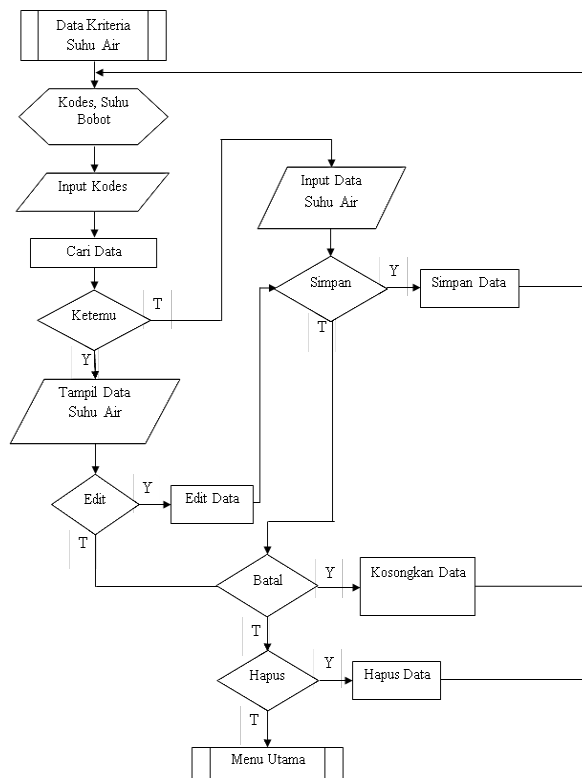 Data Kriteria
Suhu Air
Kodes, Suhu
Bobot
Input Kodes
Cari Data
Ketemu
T
Y
Input Data
Suhu Air
Simpan
Y
Simpan Data
T
Tampil Data
Suhu Air
Edit
Y
Edit Data
T
Batal
Y
Kosongkan Data
T
Hapus
Y
Hapus Data
T
Menu Utama